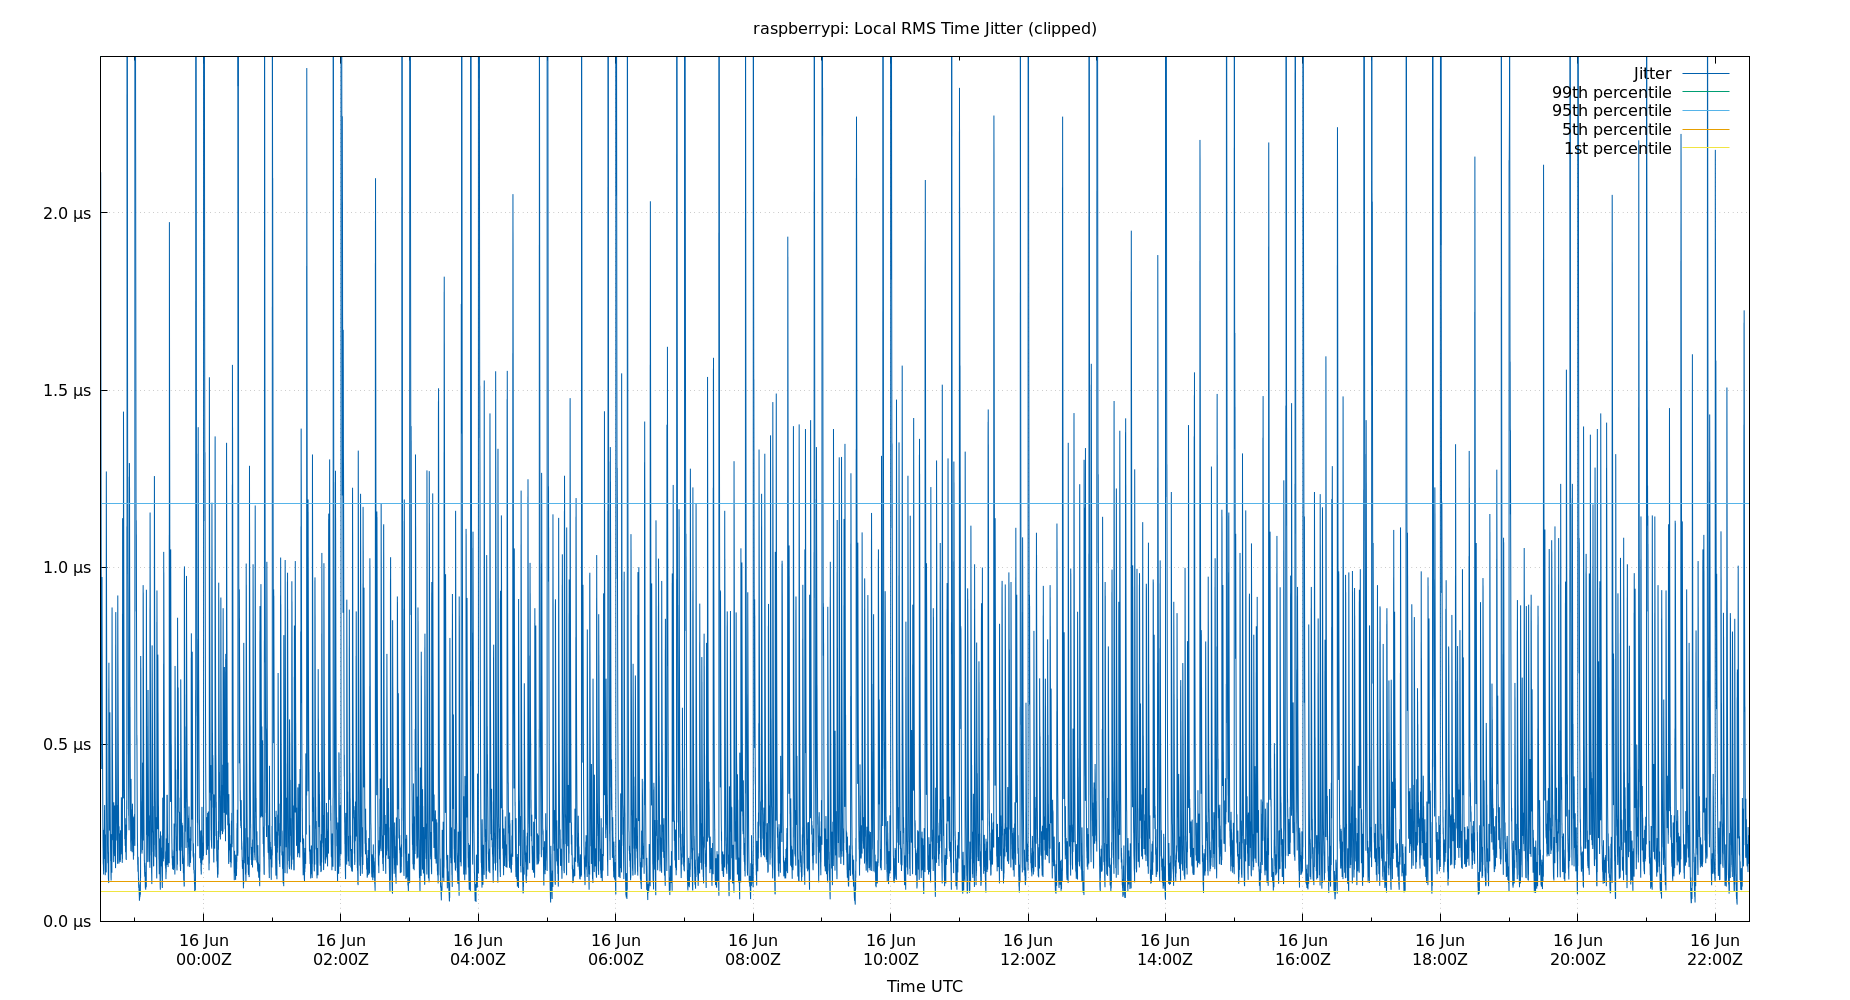 raspberrypi: Local RMS Time Jitter (clipped)
Jitter
99th percentile
95th percentile
5th percentile
1st percentile
2.0 μs
1.5 μs
1.0 μs
0.5 μs
0.0 μs
16 Jun 16 Jun 16 Jun 16 Jun 16 Jun 16 Jun 16 Jun 16 Jun 16 Jun 16 Jun 16 Jun 16 Jun
00:00Z 02:00Z 04:00Z 06:00Z 08:00Z 10:00Z 12:00Z 14:00Z 16:00Z 18:00Z 20:00Z 22:00Z
Time UTC